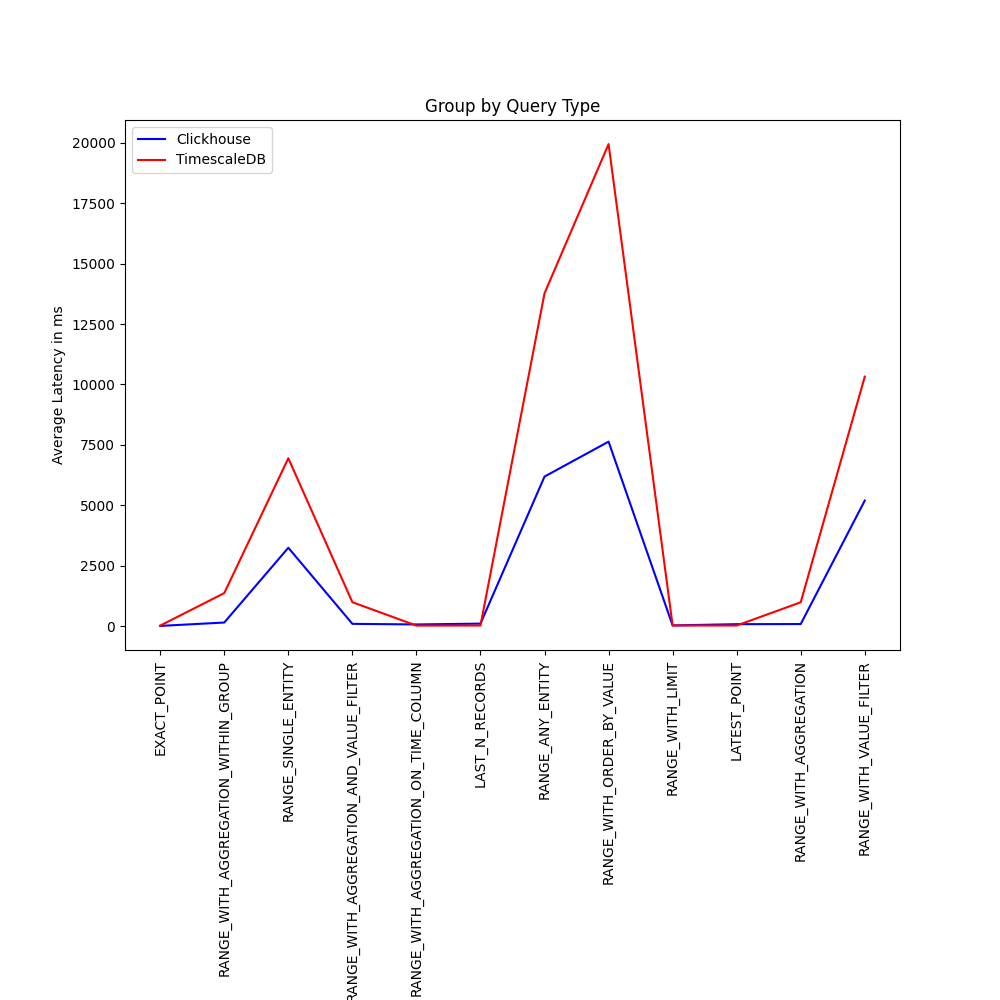 Group by Query Type
Clickhouse
TimescaleDB
Average Latency in ms
20000
17500
15000
12500
10000
7500
5000
2500
0
EXACT_POINT
RANGE_WITH_AGGREGATION_WITHIN_GROUP
RANGE_SINGLE_ENTITY
RANGE_WITH_AGGREGATION_AND_VALUE_FILTER
RANGE_WITH_AGGREGATION_ON_TIME_COLUMN
LAST_N_RECORDS
RANGE_ANY_ENTITY
RANGE_WITH_ORDER_BY_VALUE
RANGE_WITH_LIMIT
LATEST_POINT
RANGE_WITH_AGGREGATION
RANGE_WITH_VALUE_FILTER